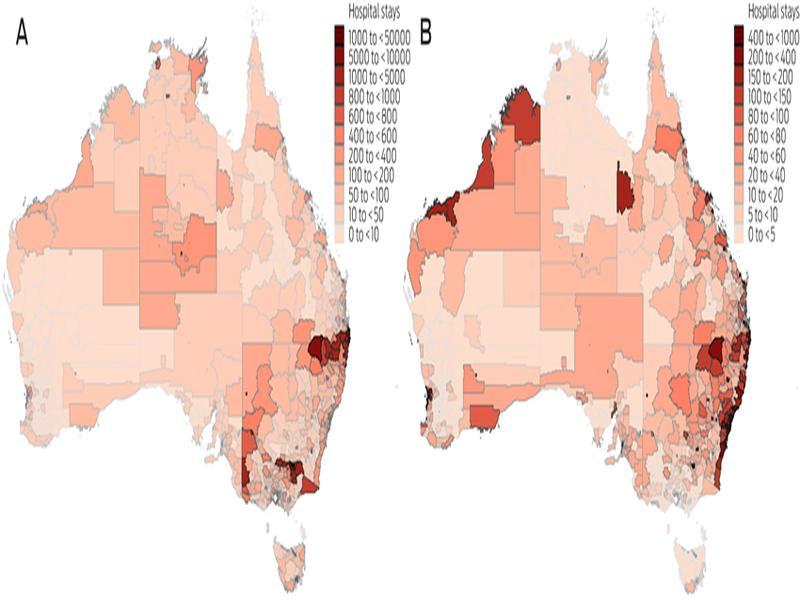 A
Hospital stays
1000 to <50000
5000 to <10000
1000 to <5000
800 to <1000
600 to <800
400 to <600
200 to <400
100 to <200
50 to <100
10 to <50
0 to <10
B
Hospital stays
400 to <1000
200 to <400
150 to <200
100 to <150
80 to <100
60 to <80
40 to <60
20 to <40
10 to <20
5 to <10
0 to <5